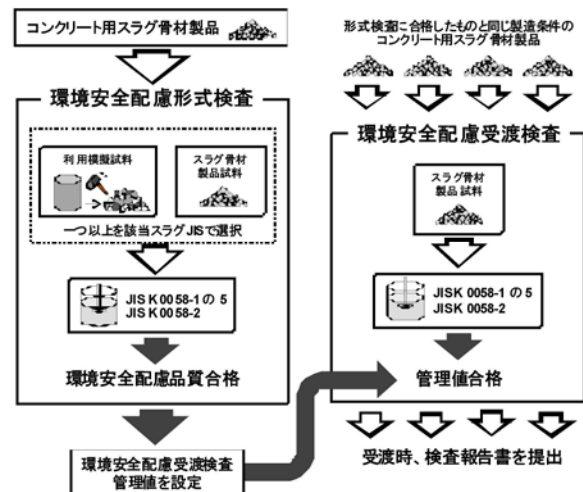 コンクリート用スラグ骨材製品
環境安全配慮形式検査
利用模擬試料
スラグ骨材
製品試料
一つ以上を該当スラグJISで選択
JIS K 0058-1 の 5
JIS K 0058-2
環境安全配慮品質合格
環境安全配慮受渡検査
管理値を設定
形式検査に合格したものと同じ製造条件の
コンクリート用スラグ骨材製品
環境安全配慮受渡検査
スラグ骨材
製品試料
JISK 0058-1 の 5
JISK 0058-2
管理値合格
受渡時、検査報告書を提出